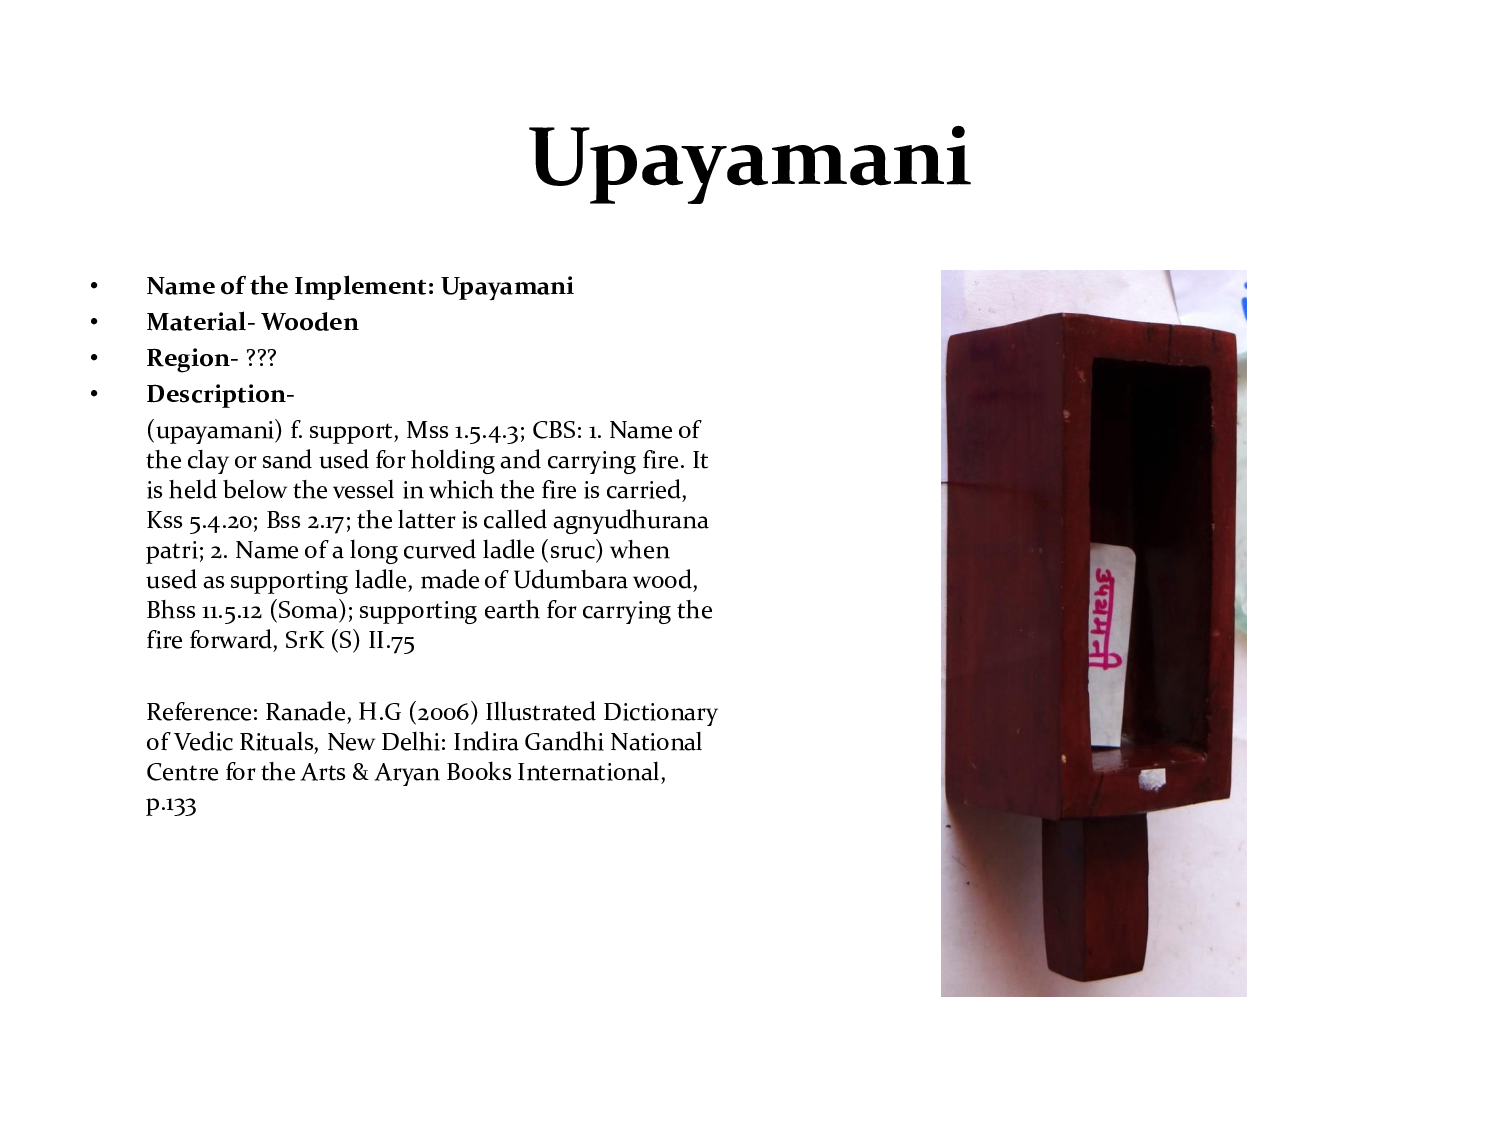 Upayamani
• Name of the Implement: Upayamani
• Material- Wooden
• Region- ???
• Description-
(upayamani) f. support, Mss 1.5.4.3; CBS: 1. Name of
the clay or sand used for holding and carrying fire. It
is held below the vessel in which the fire is carried,
Kss 5.4.20; Bss 2.17; the latter is called agnyudhurana
patri; 2. Name of a long curved ladle (sruc) when
used as supporting ladle, made of Udumbara wood,
Bhss 11.5.12 (Soma); supporting earth for carrying the
fire forward, SrK (S) II.75
Reference: Ranade, H.G (2006) Illustrated Dictionary
of Vedic Rituals, New Delhi: Indira Gandhi National
Centre for the Arts & Aryan Books International,
p.133
उपयमनी